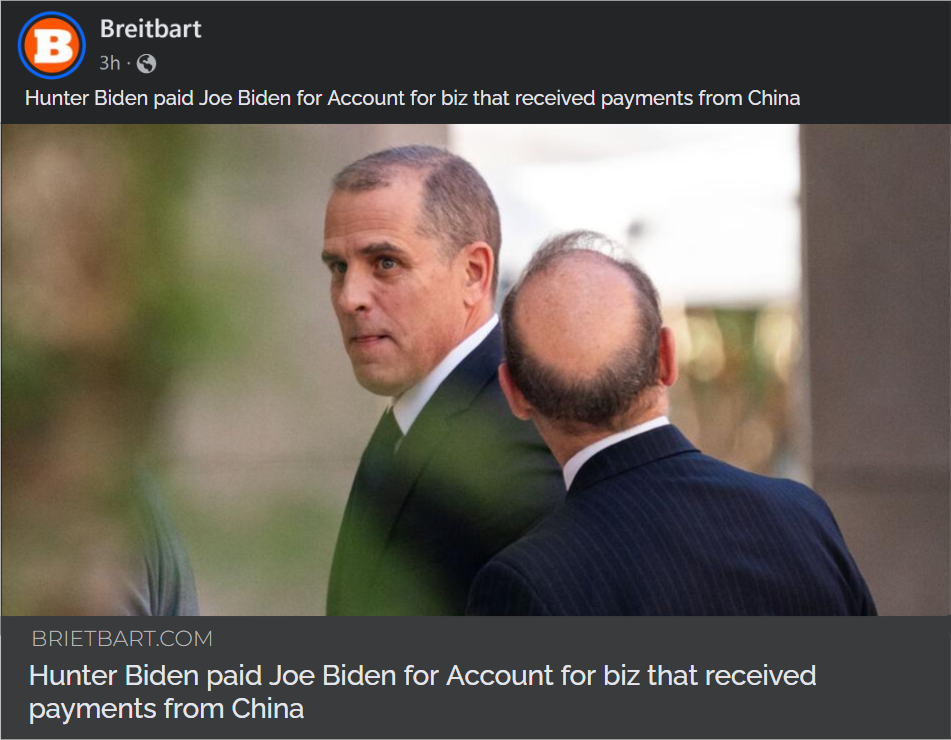 B
Breitbart
3h ·
Hunter Biden paid Joe Biden for Account for biz that received payments from China
BRIETBART.COM
Hunter Biden paid Joe Biden for Account for biz that received
payments from China